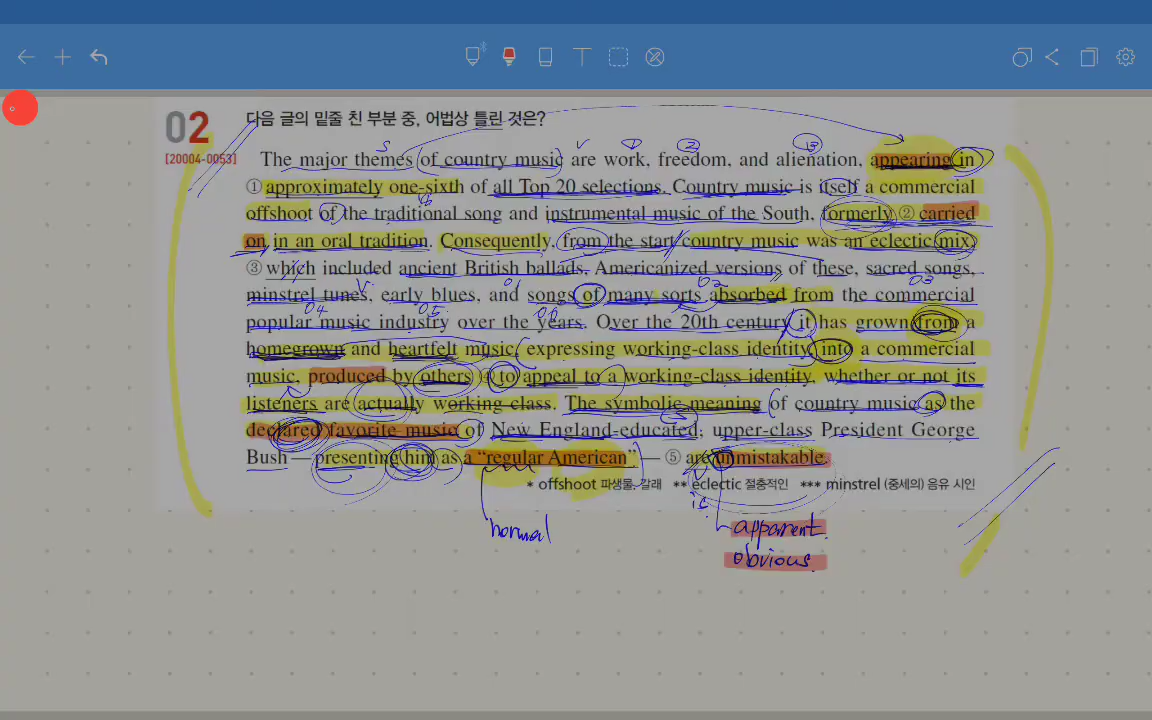 02 다음 글의 밑줄 친 부분 중, 어법상 틀린 것은?
[20004-0053]
The major themes of country music are work, freedom, and alienation, appearing in
① approximately one-sixth of all Top 20 selections. Country music is itself a commercial
offshoot of the traditional song and instrumental music of the South, formerly ② carried
on in an oral tradition. Consequently, from the start country music was an eclectic mix
③ which included ancient British ballads, Americanized versions of these, sacred songs,
minstrel tunes, early blues, and songs of many sorts absorbed from the commercial
popular music industry over the years. Over the 20th century it has grown from a
homegrown and heartfelt music, expressing working-class identity, into a commercial
music, produced by others ④ to appeal to a working-class identity, whether or not its
listeners are actually working class. The symbolic meaning of country music as the
declared favorite music of New England-educated, upper-class President George
Bush — presenting him as a “regular American” — ⑤ are unmistakable.
* offshoot 파생물, 갈래 ** eclectic 절충적인 *** minstrel (중세의) 음유 시인
is
normal
apparent
obvious